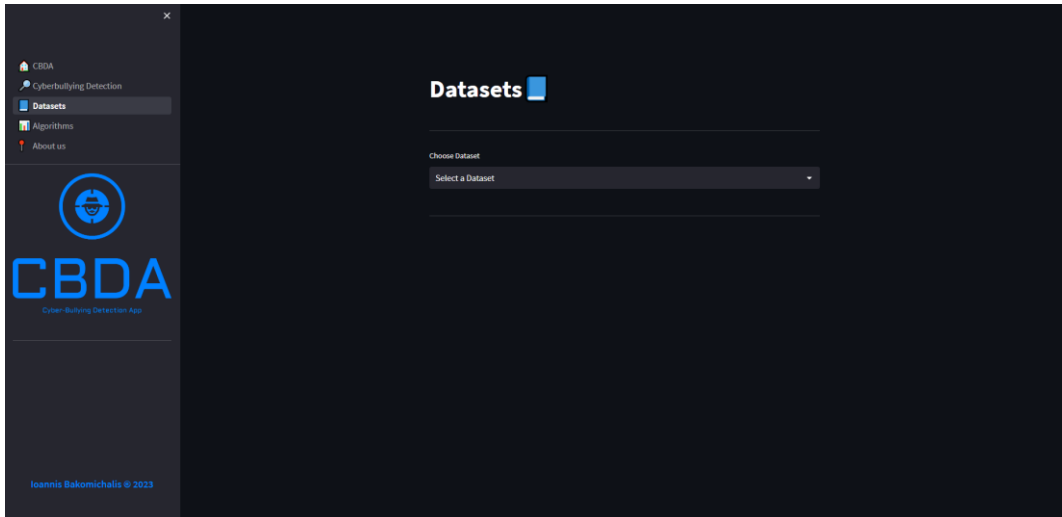 ×
CBDA
Cyberbullying Detection
Datasets
Algorithms
About us
CBDA
Cyber-Bullying Detection App
Ioannis Bakomichalis © 2023
Datasets
Choose Dataset
Select a Dataset